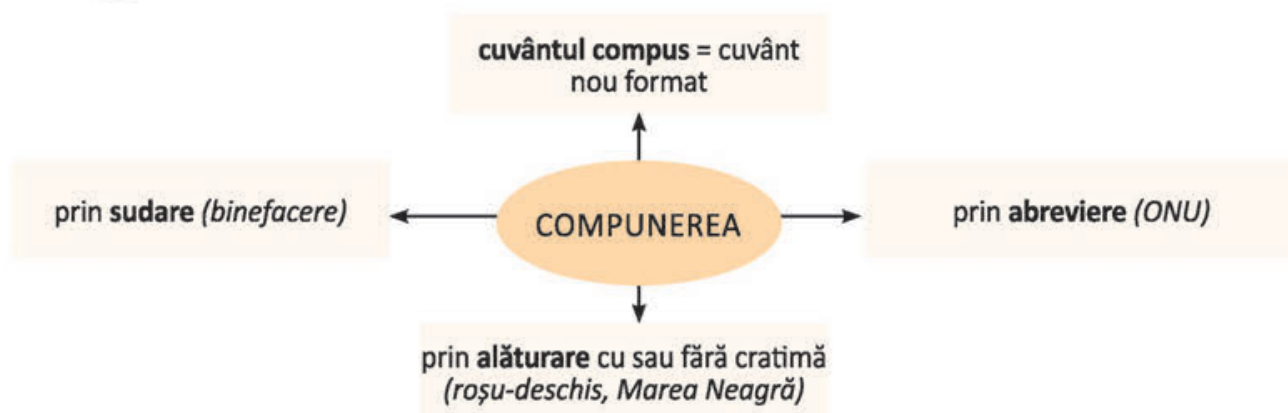 cuvântul compus = cuvânt
nou format
prin sudare (binefacere)
COMPUNEREA
prin abreviere (ONU)
prin alăturare cu sau fără cratimă
(roșu-deschis, Marea Neagră)